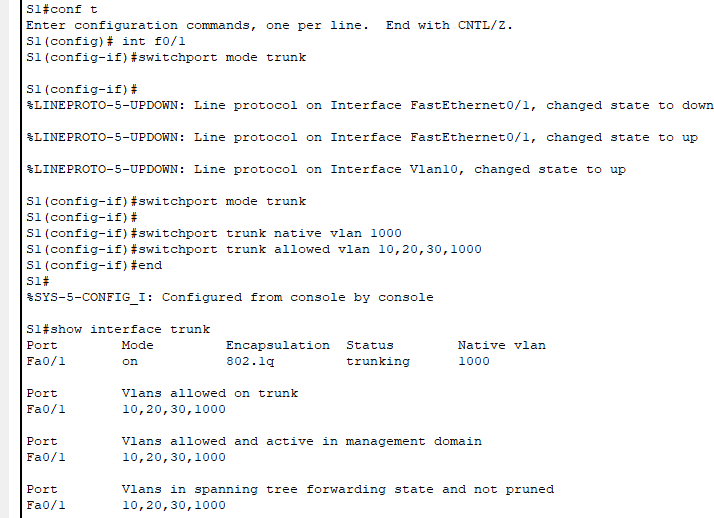 S1#conf t
Enter configuration commands, one per line.  End with CNTL/Z.
S1(config)# int f0/1
S1(config-if)#switchport mode trunk
S1(config-if)#
%LINEPROTO-5-UPDOWN: Line protocol on Interface FastEthernet0/1, changed state to down
%LINEPROTO-5-UPDOWN: Line protocol on Interface FastEthernet0/1, changed state to up
%LINEPROTO-5-UPDOWN: Line protocol on Interface Vlan10, changed state to up
S1(config-if)#switchport mode trunk
S1(config-if)#
S1(config-if)#switchport trunk native vlan 1000
S1(config-if)#switchport trunk allowed vlan 10,20,30,1000
S1(config-if)#end
S1#
%SYS-5-CONFIG_I: Configured from console by console
S1#show interface trunk
Port        Mode         Encapsulation  Status        Native vlan
Fa0/1       on           802.1q         trunking      1000
Port        Vlans allowed on trunk
Fa0/1       10,20,30,1000
Port        Vlans allowed and active in management domain
Fa0/1       10,20,30,1000
Port        Vlans in spanning tree forwarding state and not pruned
Fa0/1       10,20,30,1000